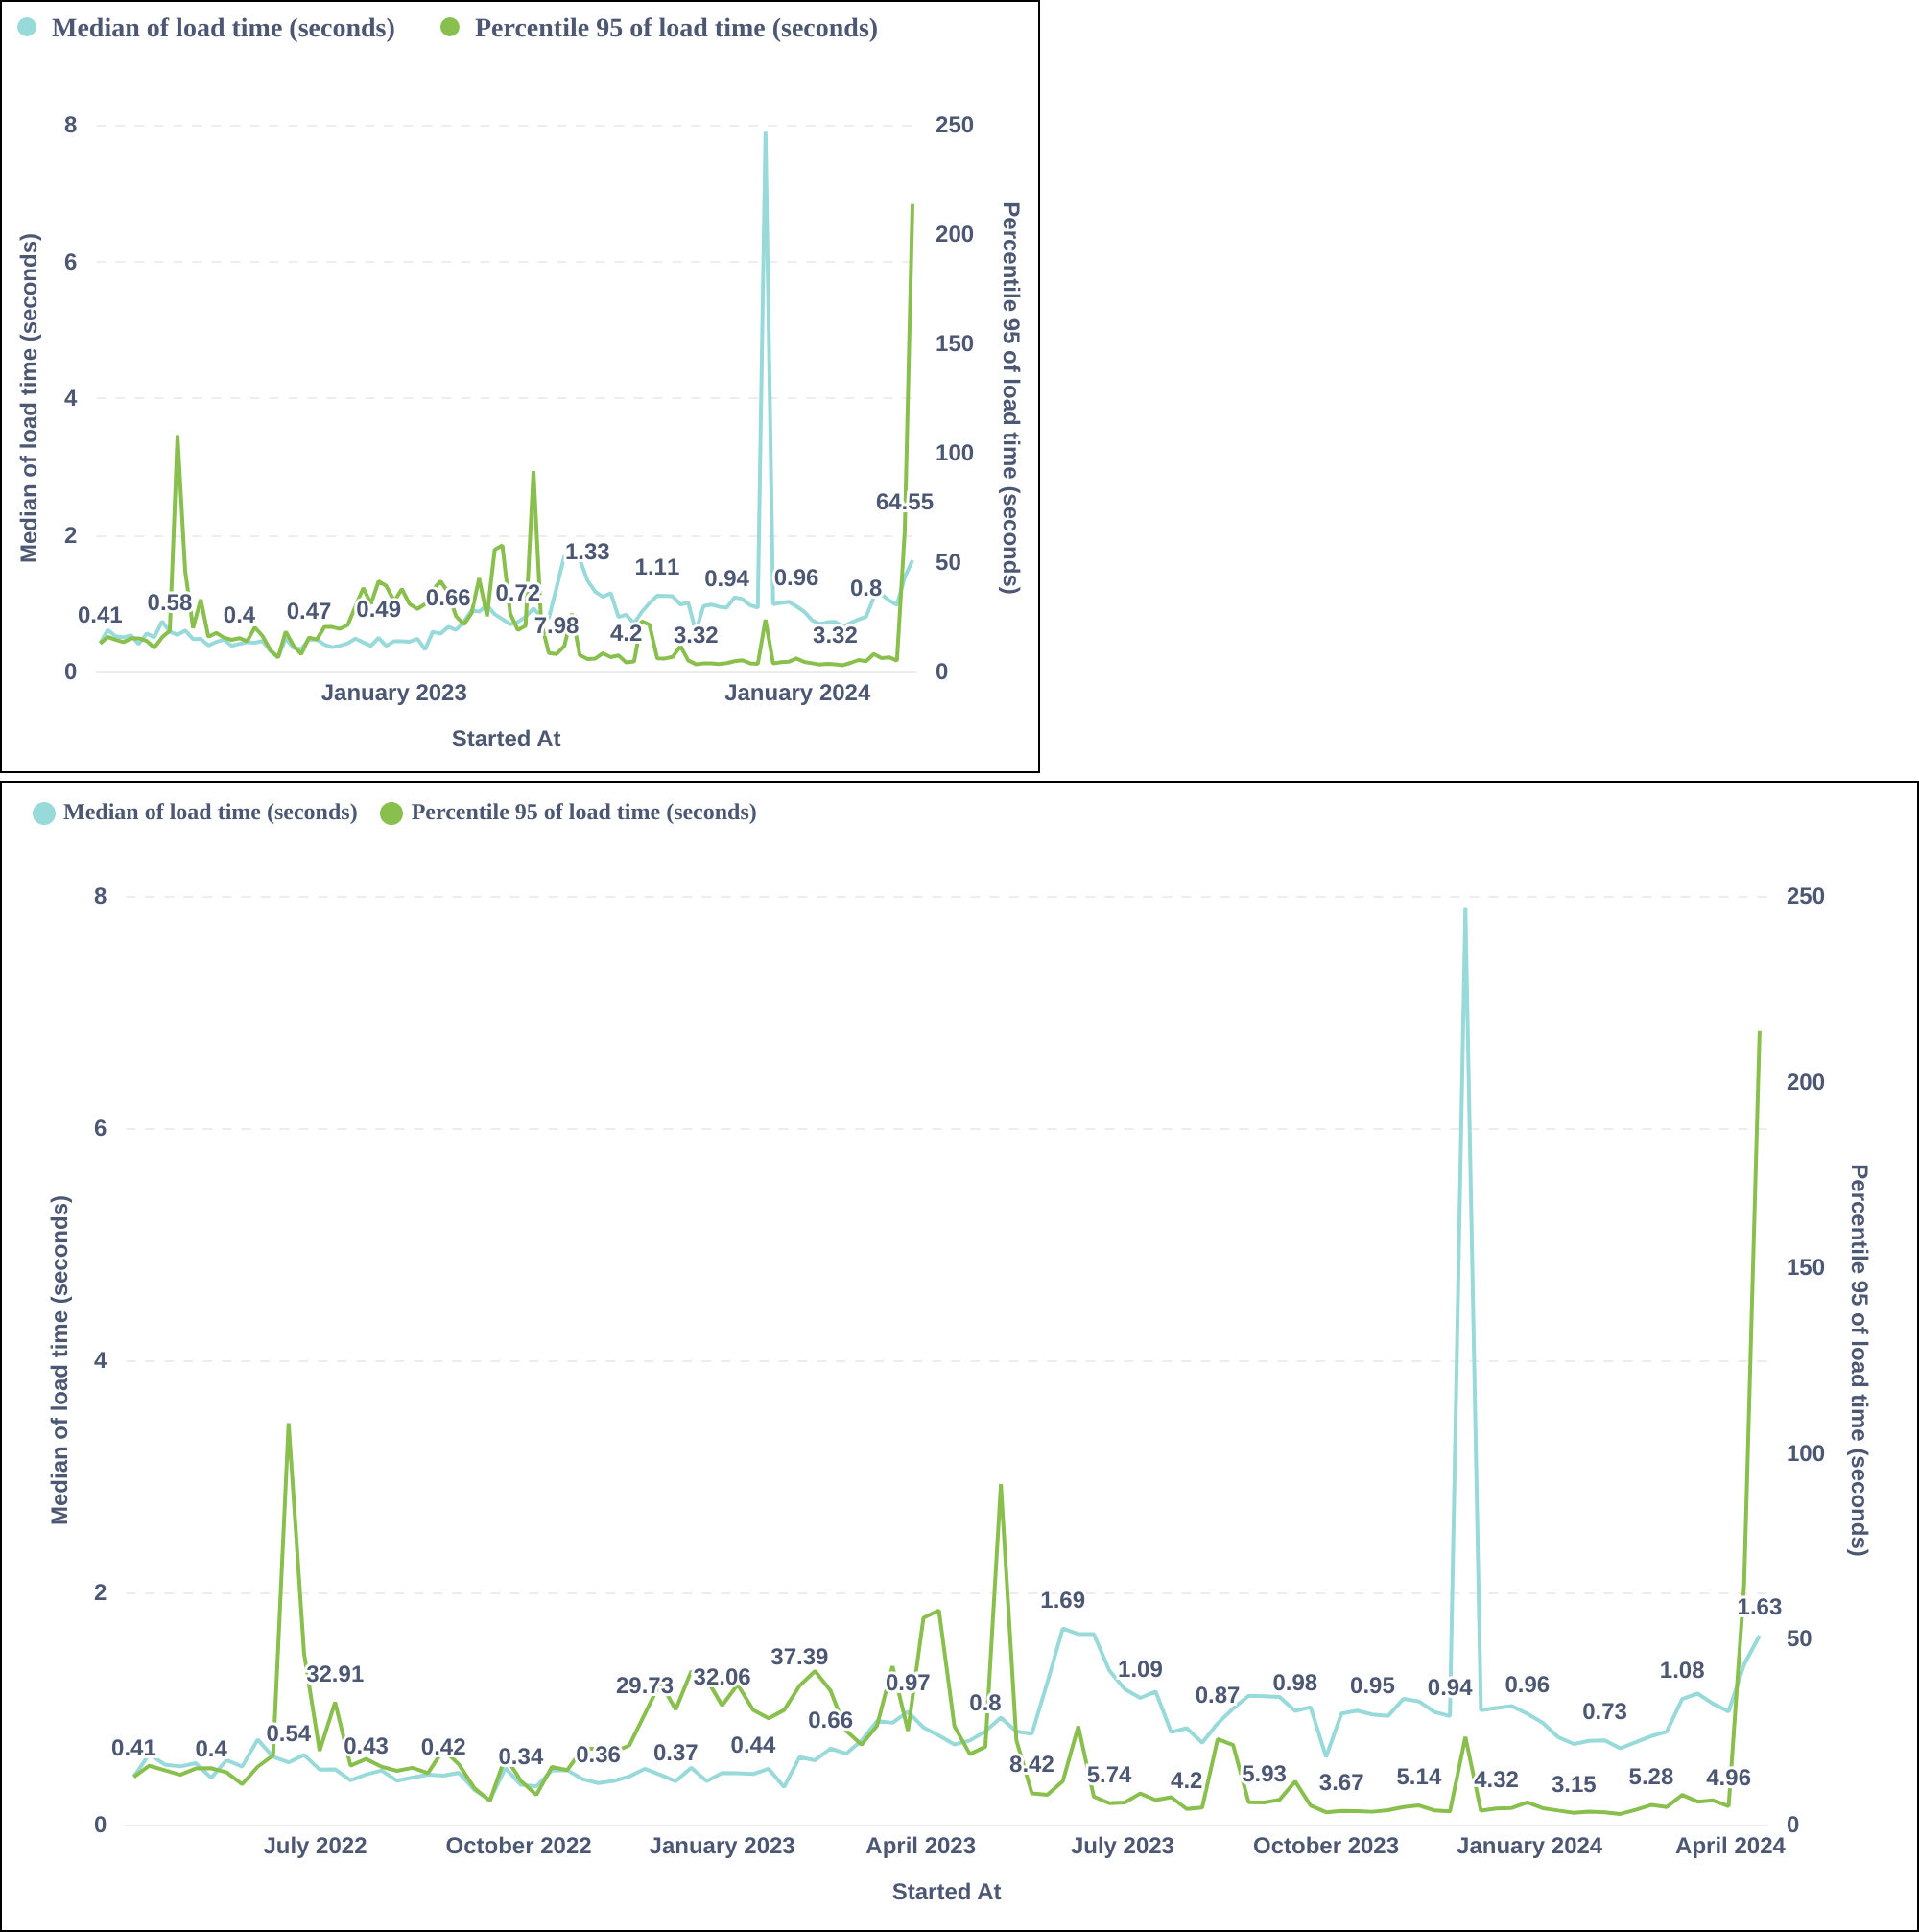 Median of load time (seconds) Percentile 95 of load time (seconds)
8 250
200
6
150
4
100
64.55
2
50
1.33
1.11
0.94 0.96
0.8
0.41 0.58 0.4 0.47 0.49 0.66 0.72
7.98 4.2 3.32 3.32
0 0
Median of load time (seconds)
Percentile 95 of load time (seconds)
January 2023 January 2024
Started At
Median of load time (seconds) Percentile 95 of load time (seconds)
8 250
200
6
150
4
100
2
50
1.69 1.63
32.91 29.73 32.06 37.39 0.97 1.09 0.87 0.98 0.95 0.94 0.96 1.08
0.41 0.4 0.54 0.43 0.42 0.34 0.36 0.37 0.44 0.66 0.8 0.73
8.42 5.74 4.2 5.93 3.67 5.14 4.32 3.15 5.28 4.96
0 0
Median of load time (seconds)
Percentile 95 of load time (seconds)
July 2022 October 2022 January 2023 April 2023 July 2023 October 2023 January 2024 April 2024
Started At